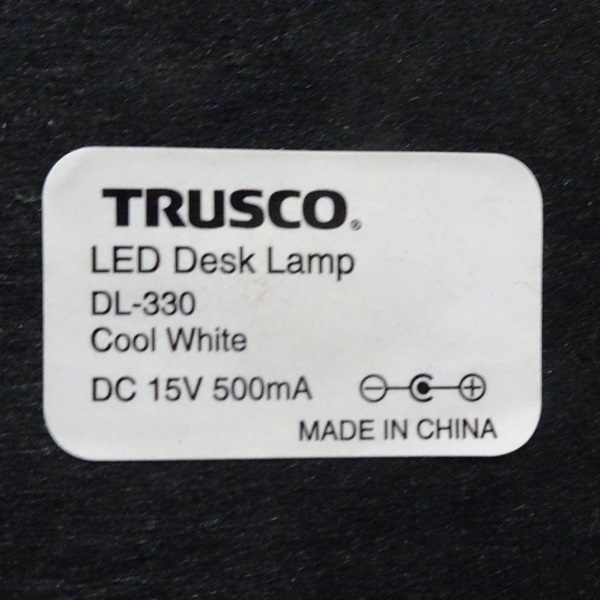 TRUSCO®
LED Desk Lamp
DL-330
Cool White
DC 15V 500mA
MADE IN CHINA